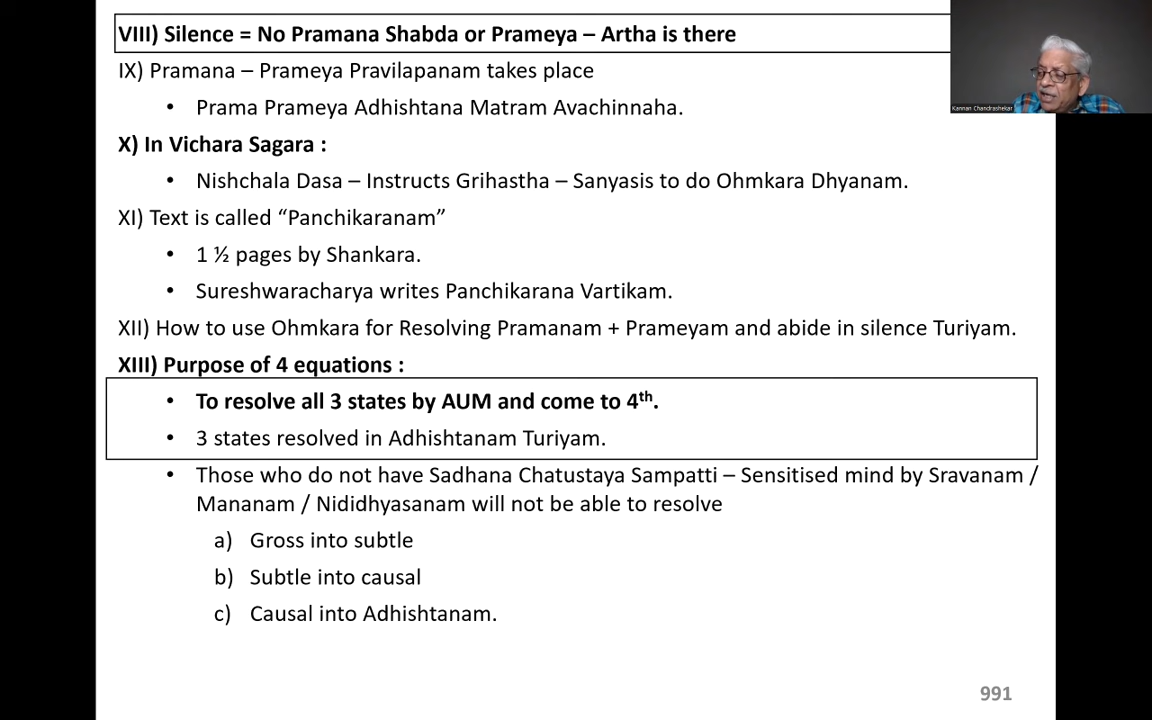 VIII) Silence = No Pramana Shabda or Prameya – Artha is there
IX) Pramana – Prameya Pravilapanam takes place
• Prama Prameya Adhishtana Matram Avachinnaha.
X) In Vichara Sagara :
• Nishchala Dasa – Instructs Grihastha – Sanyasis to do Ohmkara Dhyanam.
XI) Text is called “Panchikaranam”
• 1 ½ pages by Shankara.
• Sureshwaracharya writes Panchikarana Vartikam.
XII) How to use Ohmkara for Resolving Pramanam + Prameyam and abide in silence Turiyam.
XIII) Purpose of 4 equations :
• To resolve all 3 states by AUM and come to 4th.
• 3 states resolved in Adhishtanam Turiyam.
• Those who do not have Sadhana Chatustaya Sampatti – Sensitised mind by Sravanam /
Mananam / Nididhyasanam will not be able to resolve
a) Gross into subtle
b) Subtle into causal
c) Causal into Adhishtanam.
991
Kannan Chandrashekar